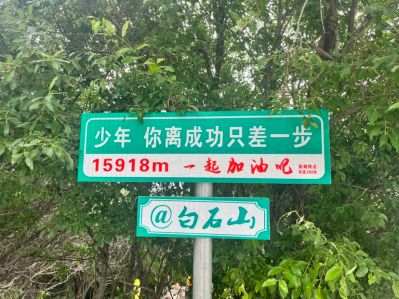 少年 你离成功只差一步
15918m 一起加油吧
@白石山